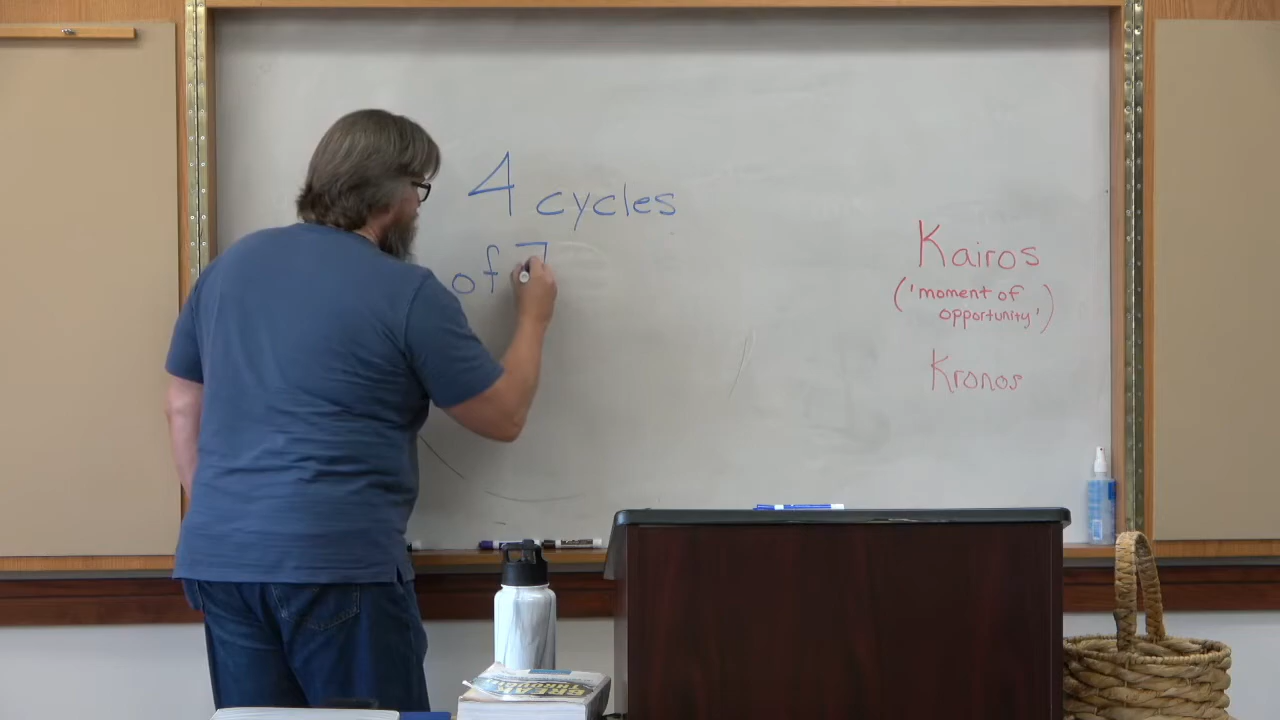 4 cycles
of 7
Kairos
('moment of
opportunity')
Kronos